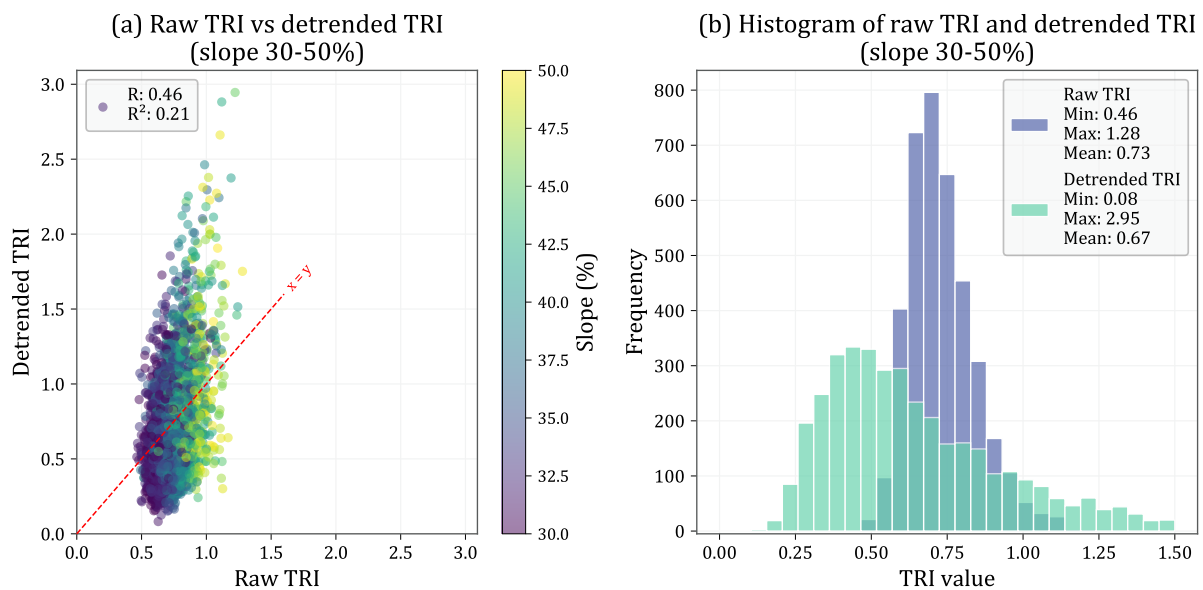 (a) Raw TRI vs detrended TRI
(slope 30-50%)
R: 0.46
R²: 0.21
x = y
3.0
2.5
2.0
1.5
1.0
0.5
0.0
0.0 0.5 1.0 1.5 2.0 2.5 3.0
Detrended TRI
Raw TRI
50.0
47.5
45.0
42.5
40.0
37.5
35.0
32.5
30.0
Slope (%)
(b) Histogram of raw TRI and detrended TRI
(slope 30-50%)
Raw TRI
Min: 0.46
Max: 1.28
Mean: 0.73
Detrended TRI
Min: 0.08
Max: 2.95
Mean: 0.67
800
700
600
500
400
300
200
100
0
0.00 0.25 0.50 0.75 1.00 1.25 1.50
Frequency
TRI value